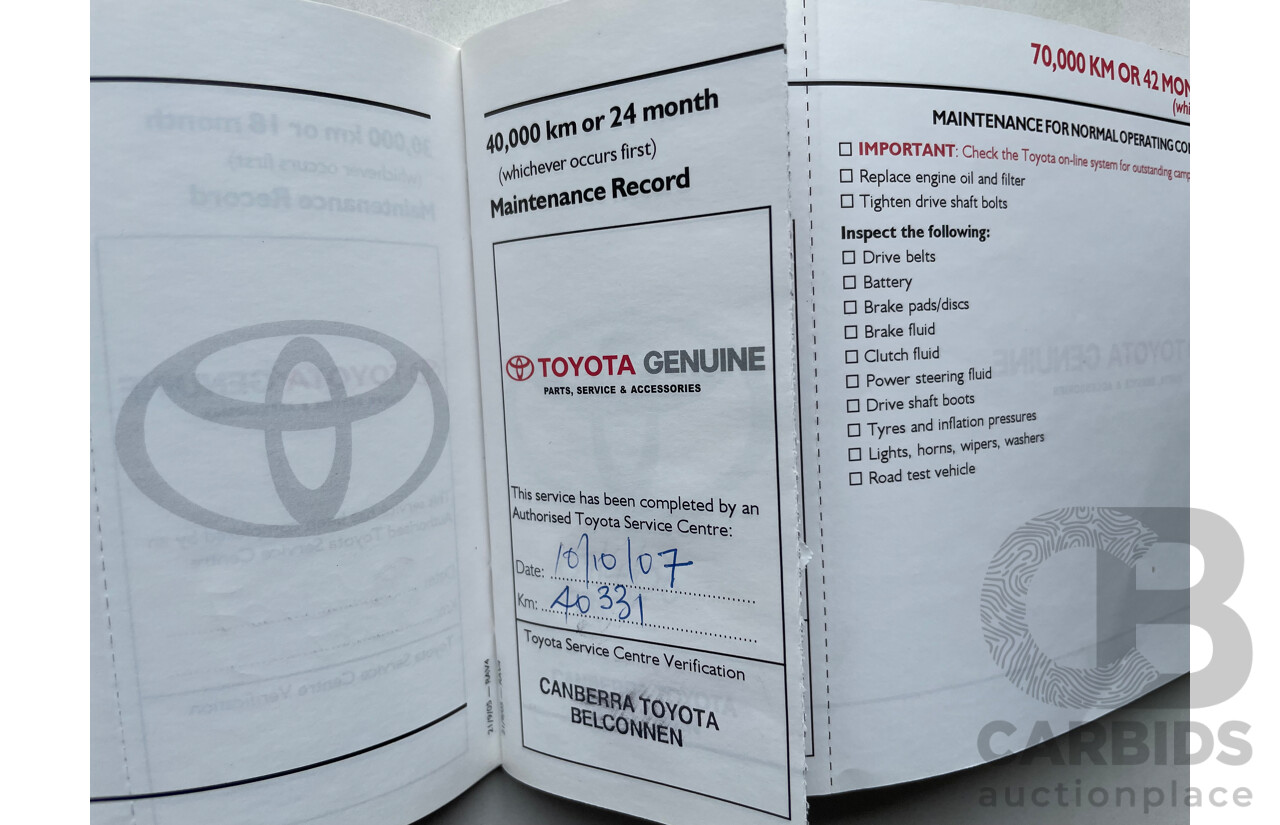 40,000 km or 24 month
(whichever occurs first)
Maintenance Record
TOYOTA GENUINE
PARTS, SERVICE & ACCESSORIES
This service has been completed by an
Authorised Toyota Service Centre:
Date: 10/10/07
Km: 40331
Toyota Service Centre Verification
CANBERRA TOYOTA
BELCONNEN
70,000 KM OR 42 MON
(whi
MAINTENANCE FOR NORMAL OPERATING CO
IMPORTANT: Check the Toyota on-line system for outstanding camp
Replace engine oil and filter
Tighten drive shaft bolts
Inspect the following:
Drive belts
Battery
Brake pads/discs
Brake fluid
Clutch fluid
Power steering fluid
Drive shaft boots
Tyres and inflation pressures
Lights, horns, wipers, washers
Road test vehicle
CB
CARBIDS
auctionplace